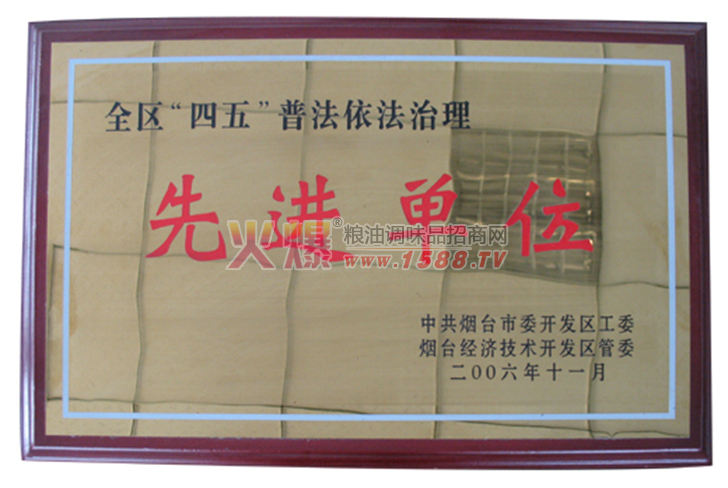 全区“四五”普法依法治理
先进单位
火爆®粮油调味品招商网
www.1588.TV
中共烟台市委开发区工委
烟台经济技术开发区管委
二00六年十一月